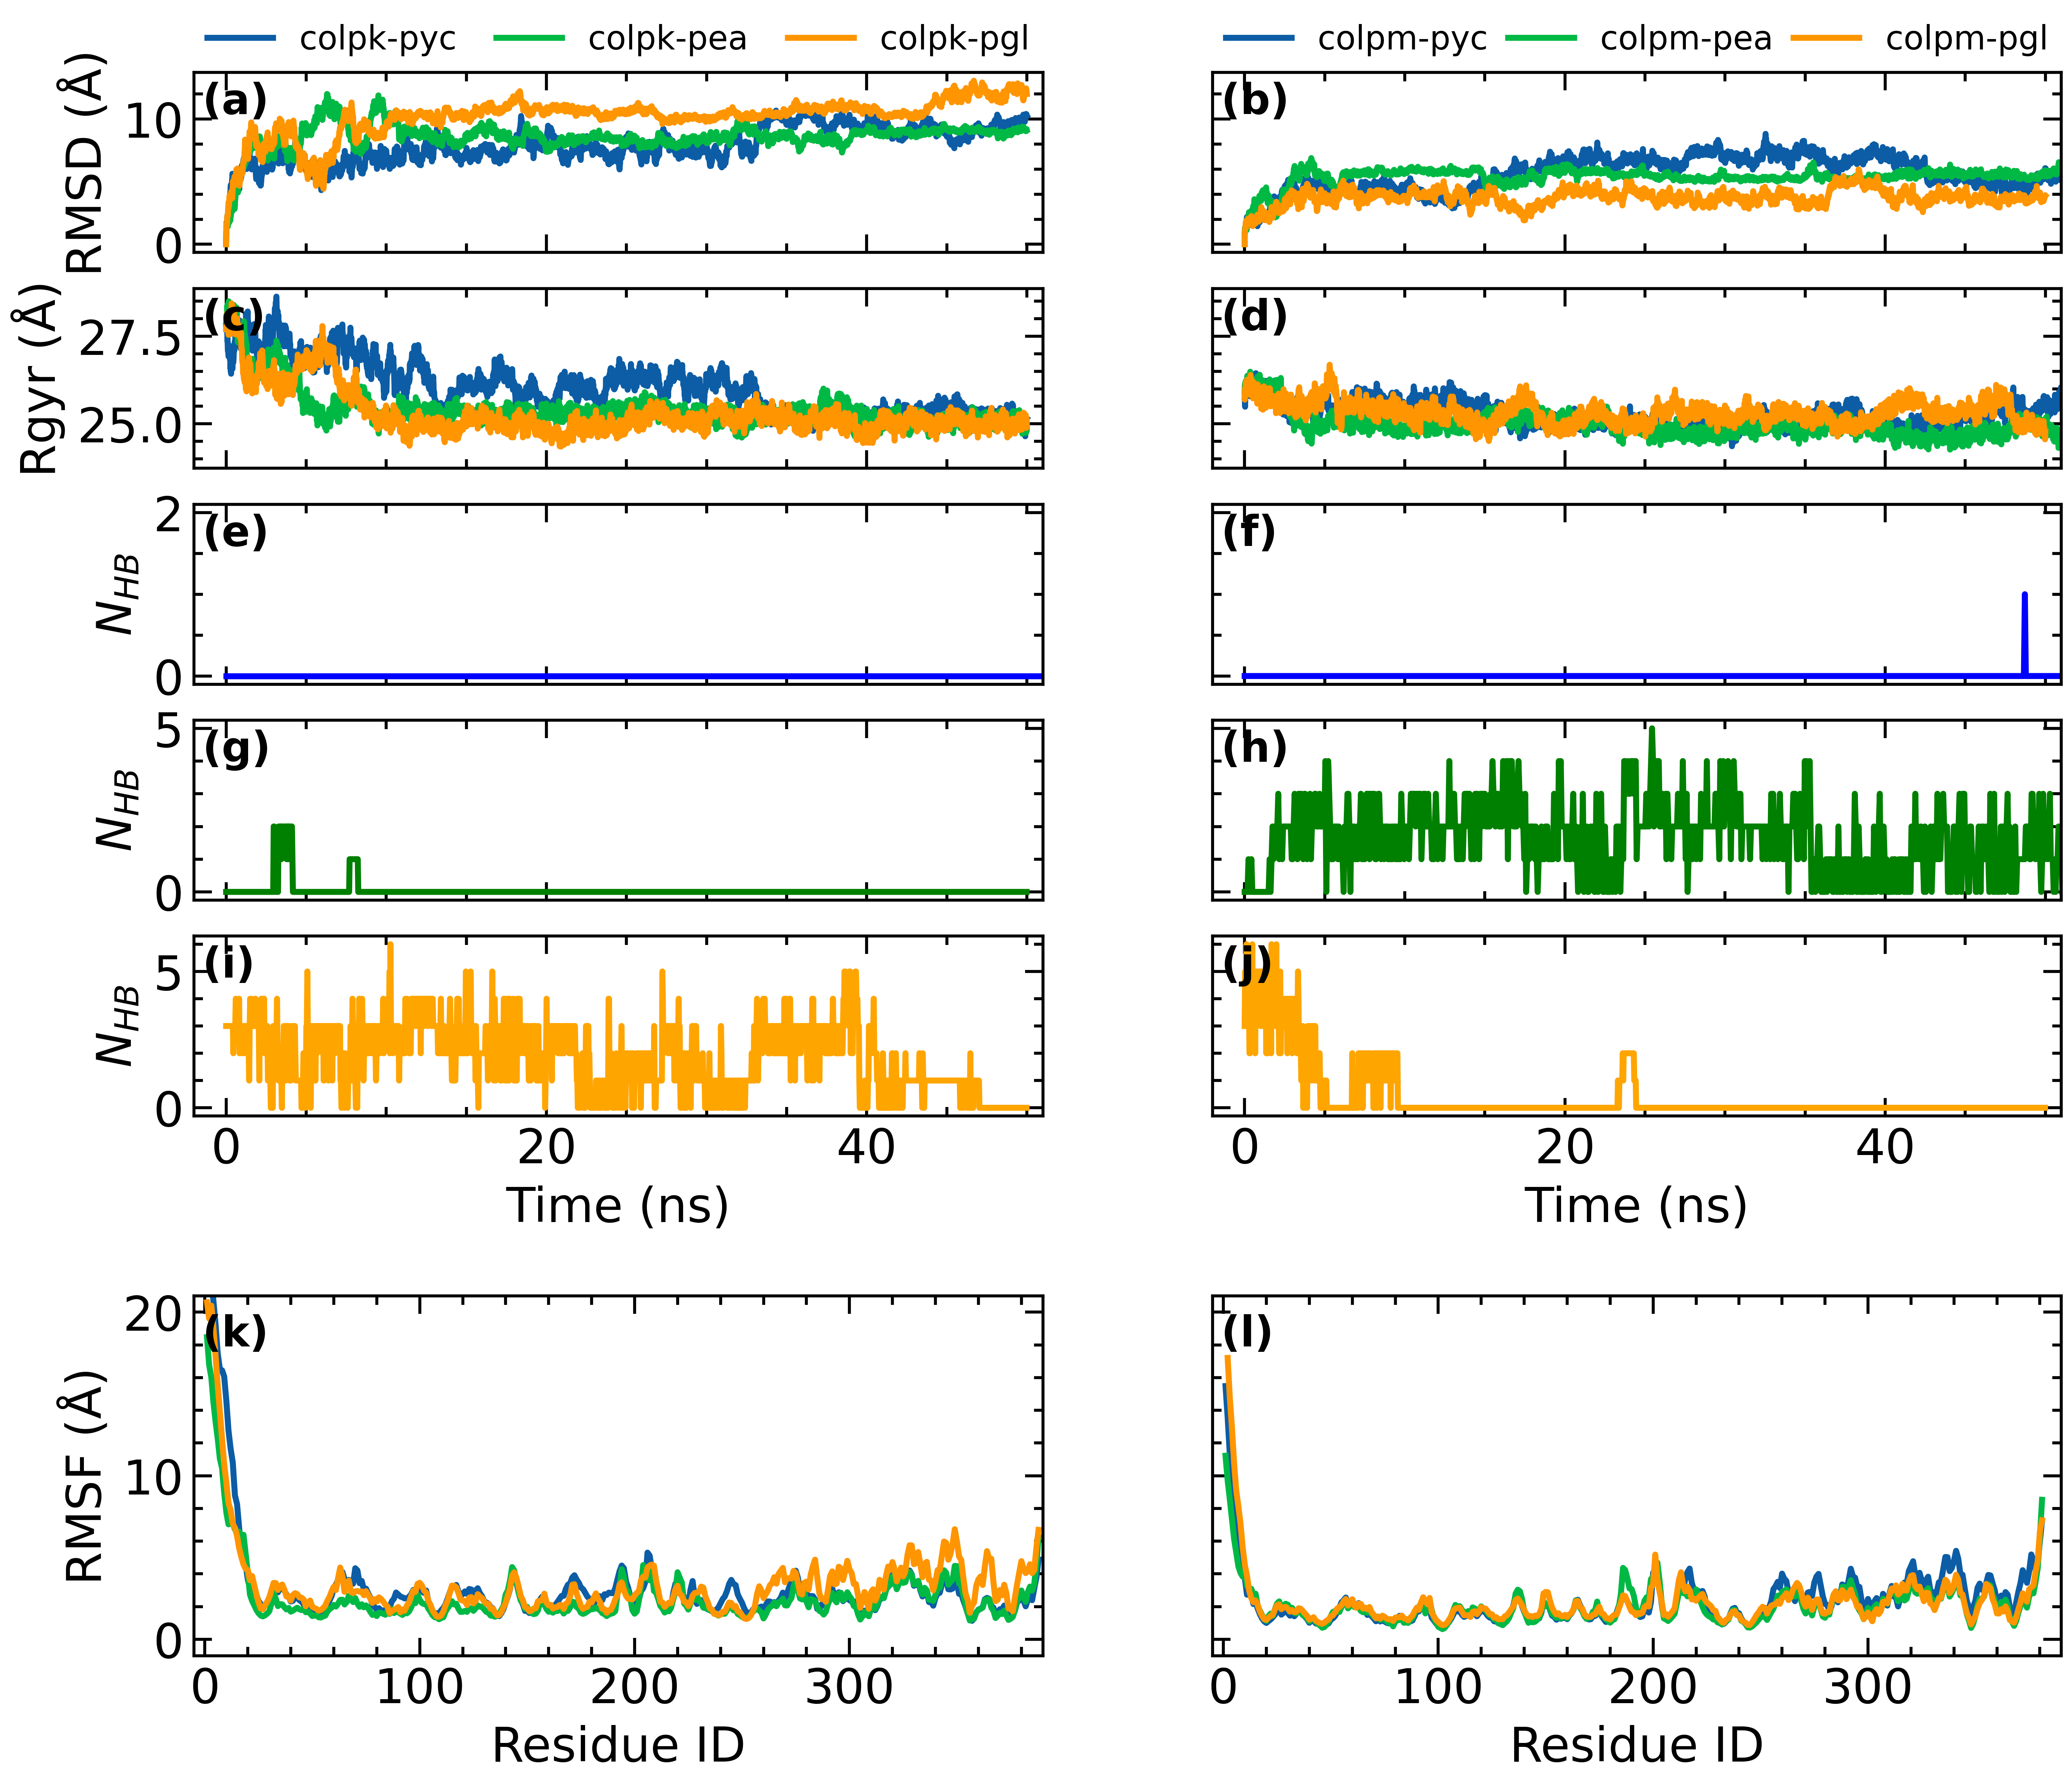 colpk-pyc colpk-pea colpk-pgl
colpm-pyc colpm-pea colpm-pgl
(a)
10
0
RMSD (Å)
(b)
(c)
27.5
25.0
Rgyr (Å)
(d)
(e)
2
0
N_HB
(f)
(g)
5
0
N_HB
(h)
(i)
5
0
N_HB
0 20 40
Time (ns)
(j)
0 20 40
Time (ns)
(k)
20
10
0
RMSF (Å)
0 100 200 300
Residue ID
(l)
0 100 200 300
Residue ID